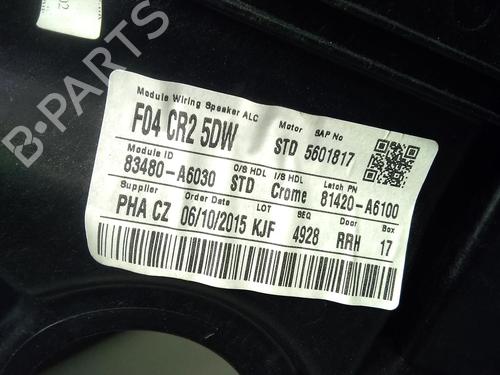 Module Wiring Speaker ALC Motor SAP No
F04 CR2 5DW STD 5601817
Module ID O/S HDL I/S HDL Latch PN
83480-A6030 STD Crome 81420-A6100
Supplier Order Date LOT SEQ Door Box
PHA CZ 06/10/2015 KJF 4928 RRH 17
B-PARTS